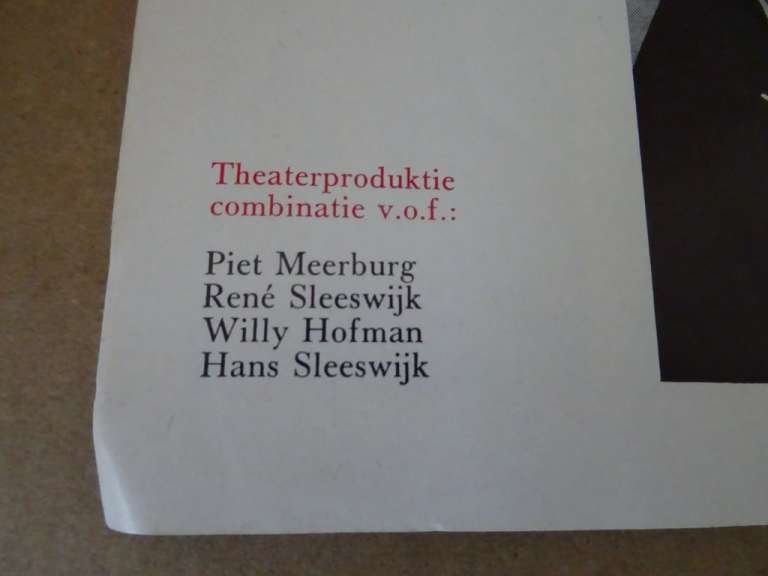 Theaterproduktie
combinatie v.o.f.:
Piet Meerburg
René Sleeswijk
Willy Hofman
Hans Sleeswijk